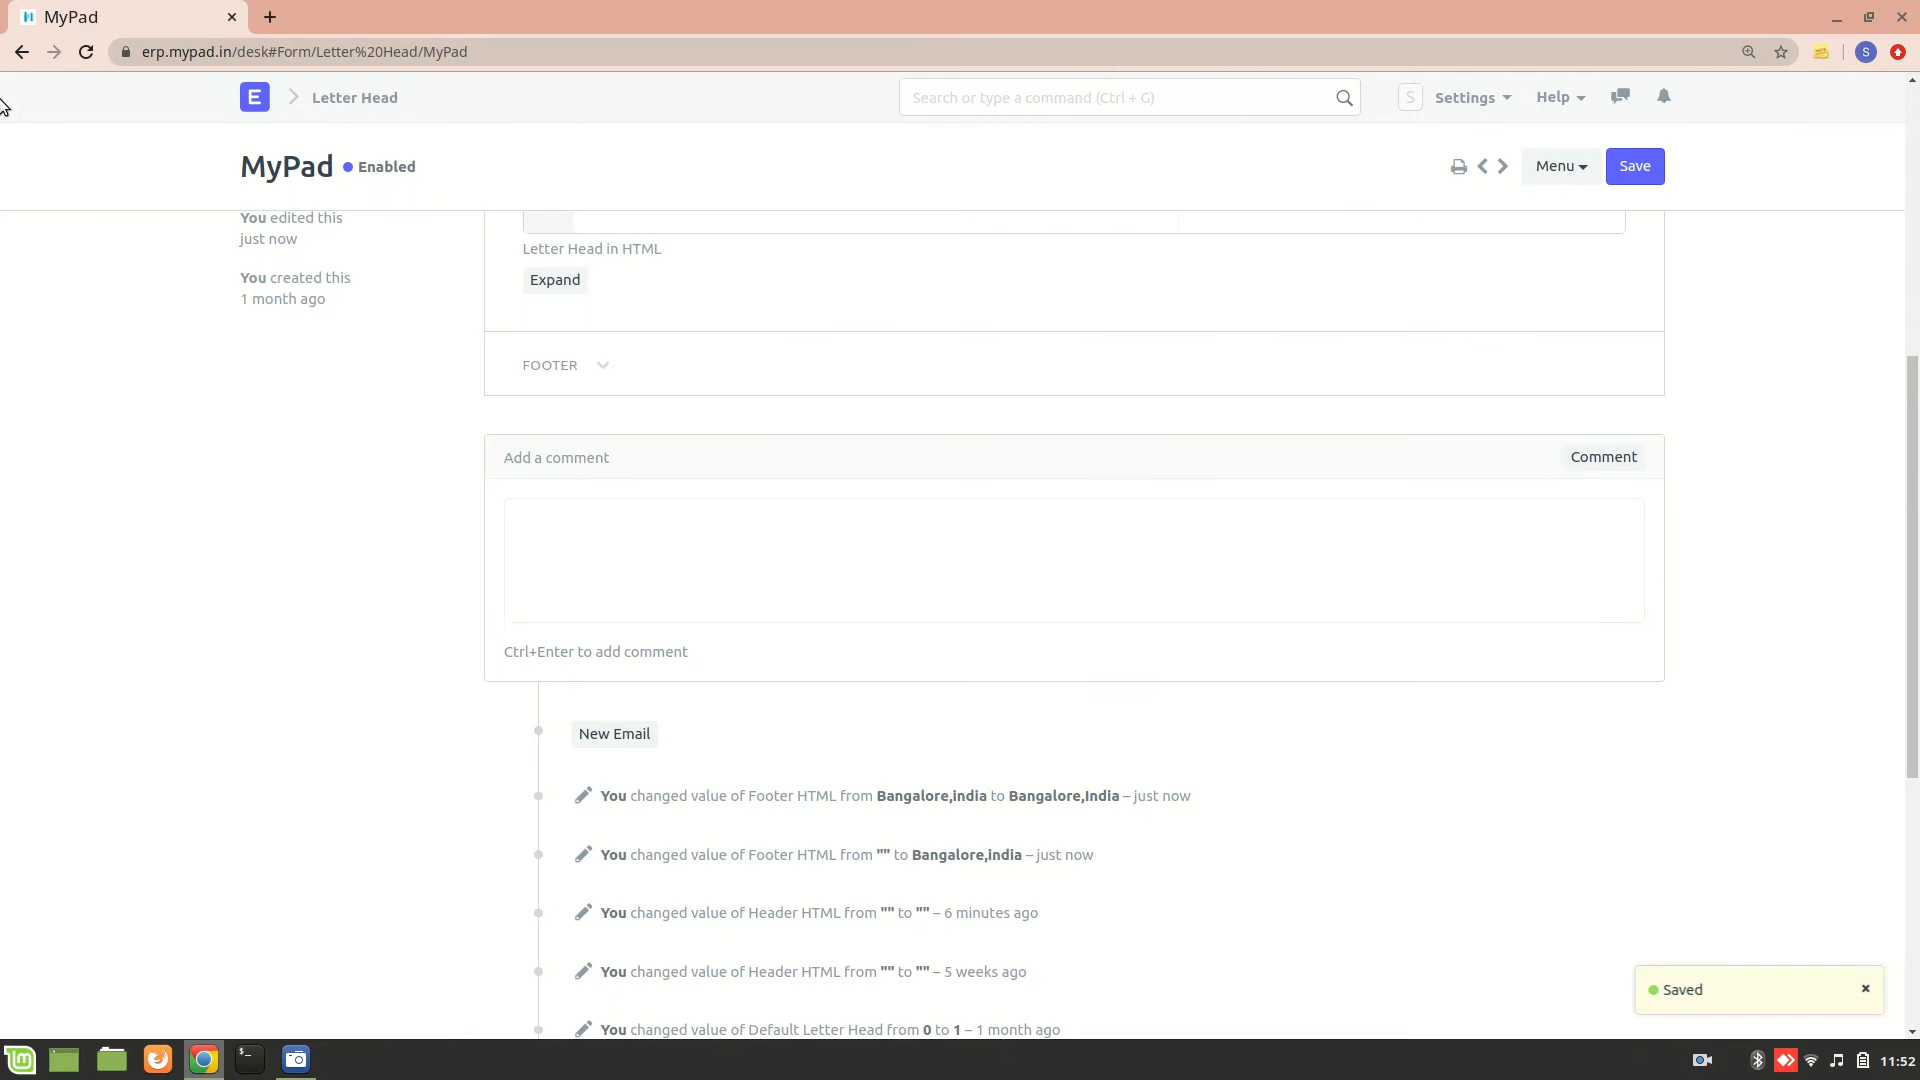 MyPad
erp.mypad.in/desk#Form/Letter%20Head/MyPad
S
E
Letter Head
Search or type a command (Ctrl + G)
S
Settings
Help
MyPad
Enabled
Menu
Save
You edited this
just now
You created this
1 month ago
Letter Head in HTML
Expand
FOOTER
Add a comment
Comment
Ctrl+Enter to add comment
New Email
You changed value of Footer HTML from Bangalore,india to Bangalore,India – just now
You changed value of Footer HTML from "" to Bangalore,india – just now
You changed value of Header HTML from "" to "" – 6 minutes ago
You changed value of Header HTML from "" to "" – 5 weeks ago
You changed value of Default Letter Head from 0 to 1 – 1 month ago
Saved
11:52